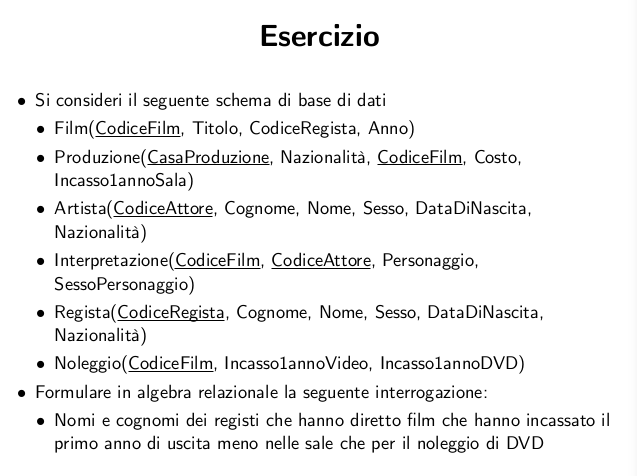 Esercizio
• Si consideri il seguente schema di base di dati
• Film(CodiceFilm, Titolo, CodiceRegista, Anno)
• Produzione(CasaProduzione, Nazionalità, CodiceFilm, Costo,
Incasso1annoSala)
• Artista(CodiceAttore, Cognome, Nome, Sesso, DataDiNascita,
Nazionalità)
• Interpretazione(CodiceFilm, CodiceAttore, Personaggio,
SessoPersonaggio)
• Regista(CodiceRegista, Cognome, Nome, Sesso, DataDiNascita,
Nazionalità)
• Noleggio(CodiceFilm, Incasso1annoVideo, Incasso1annoDVD)
• Formulare in algebra relazionale la seguente interrogazione:
• Nomi e cognomi dei registi che hanno diretto film che hanno incassato il
primo anno di uscita meno nelle sale che per il noleggio di DVD